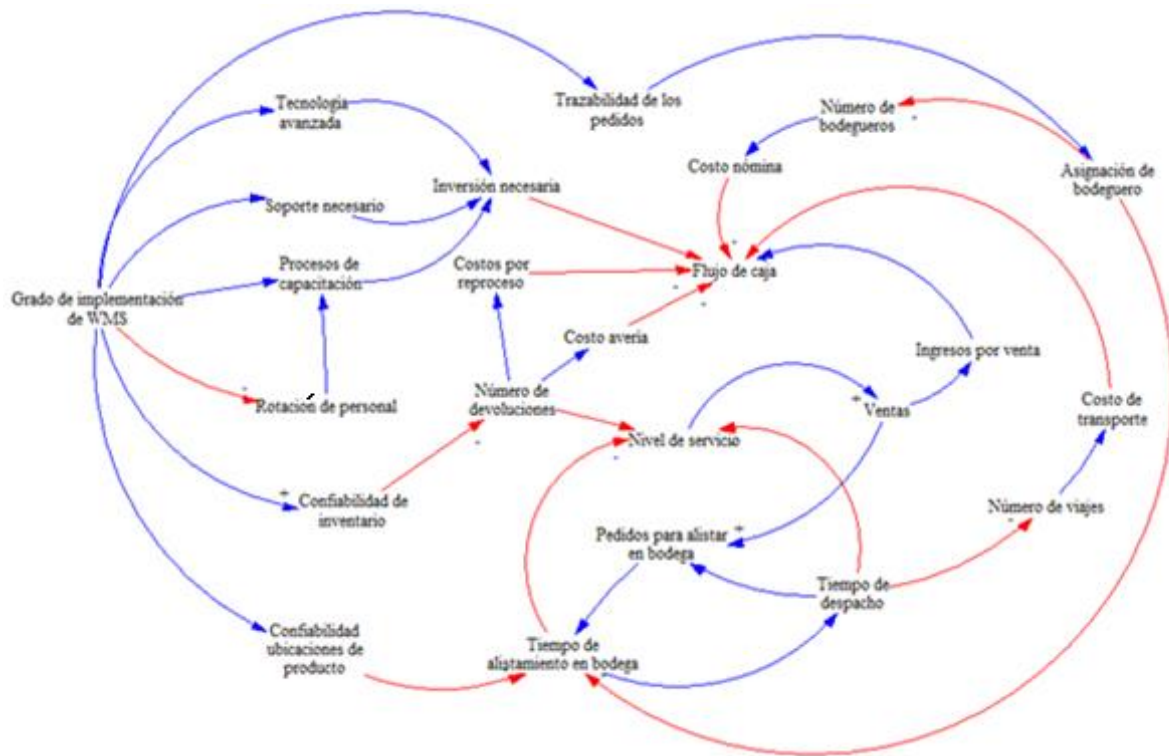 Tecnología
avanzada
Trazabilidad de los
pedidos
Número de
bodegueros
-
Costo nómina
Asignación de
bodeguero
Inversión necesaria
Soporte necesario
-
Procesos de
capacitación
Costos por
reproceso
Flujo de caja
-
-
Grado de implementación
de WMS
Costo avería
Ingresos por venta
-
Rotación de personal
Número de
devoluciones
-
+
Ventas
Costo de
transporte
Nivel de servicio
-
+
Confiabilidad de
inventario
Número de viajes
-
Pedidos para alistar
en bodega
+
Tiempo de
despacho
Confiabilidad
ubicaciones de
producto
Tiempo de
alistamiento en bodega